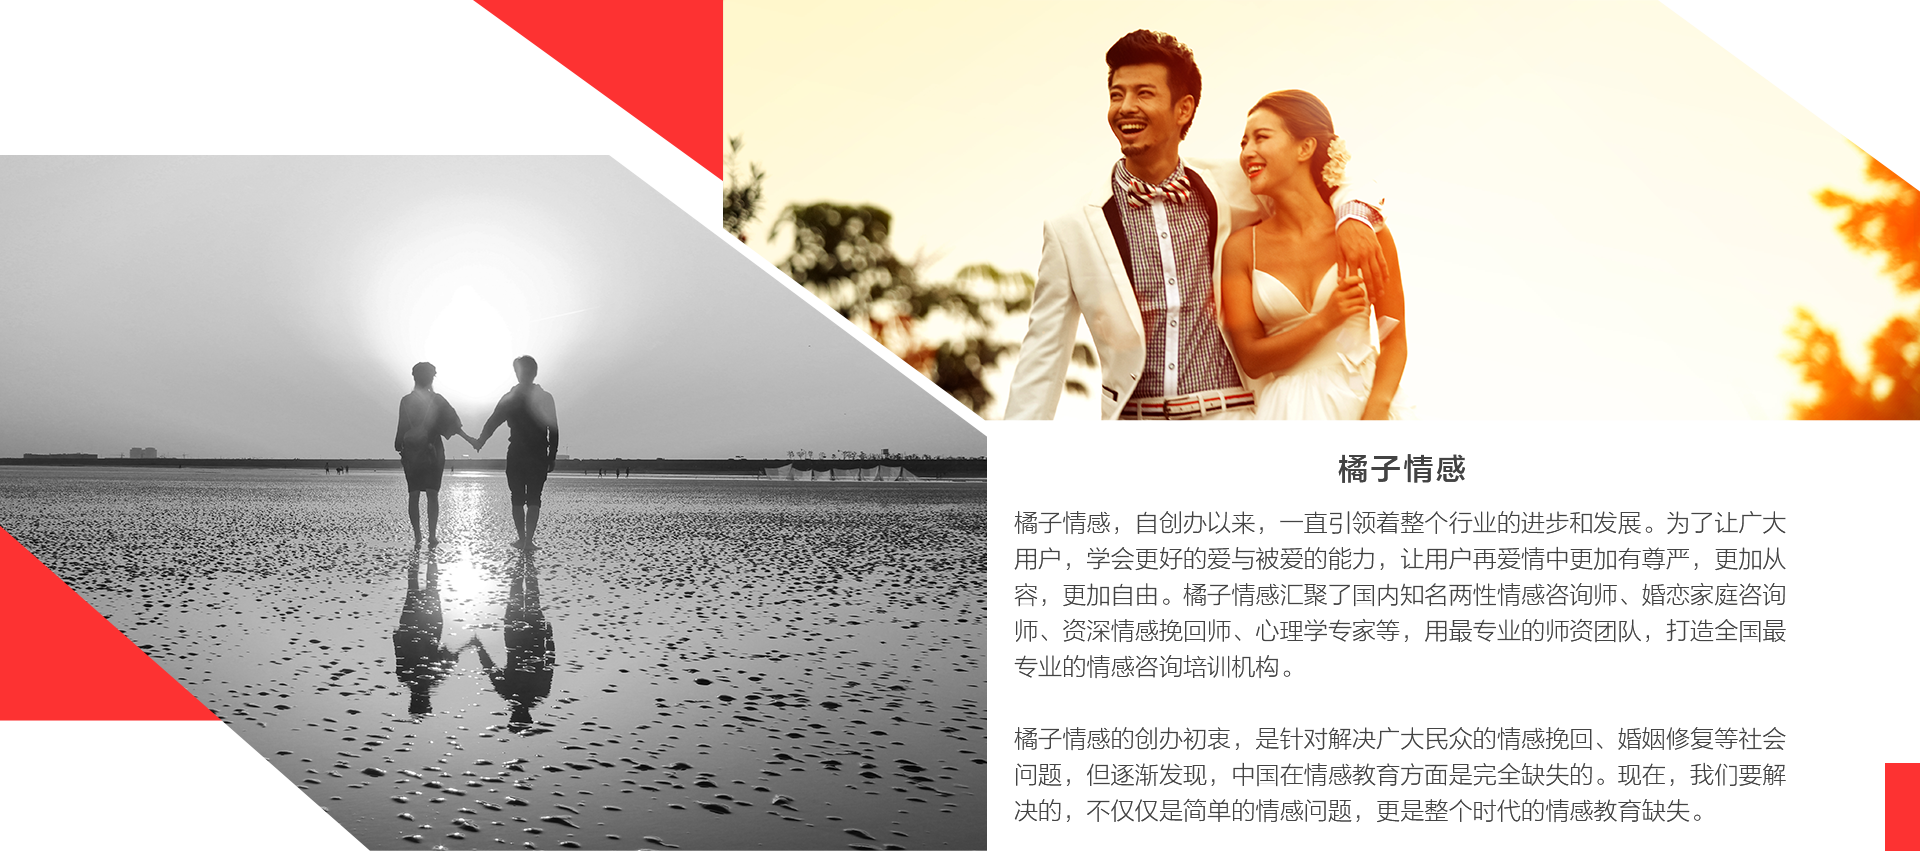 橘子情感
橘子情感，自创办以来，一直引领着整个行业的进步和发展。为了让广大
用户，学会更好的爱与被爱的能力，让用户再爱情中更加有尊严，更加从
容，更加自由。橘子情感汇聚了国内知名两性情感咨询师、婚恋家庭咨询
师、资深情感挽回师、心理学专家等，用最专业的师资团队，打造全国最
专业的情感咨询培训机构。
橘子情感的创办初衷，是针对解决广大民众的情感挽回、婚姻修复等社会
问题，但逐渐发现，中国在情感教育方面是完全缺失的。现在，我们要解
决的，不仅仅是简单的情感问题，更是整个时代的情感教育缺失。